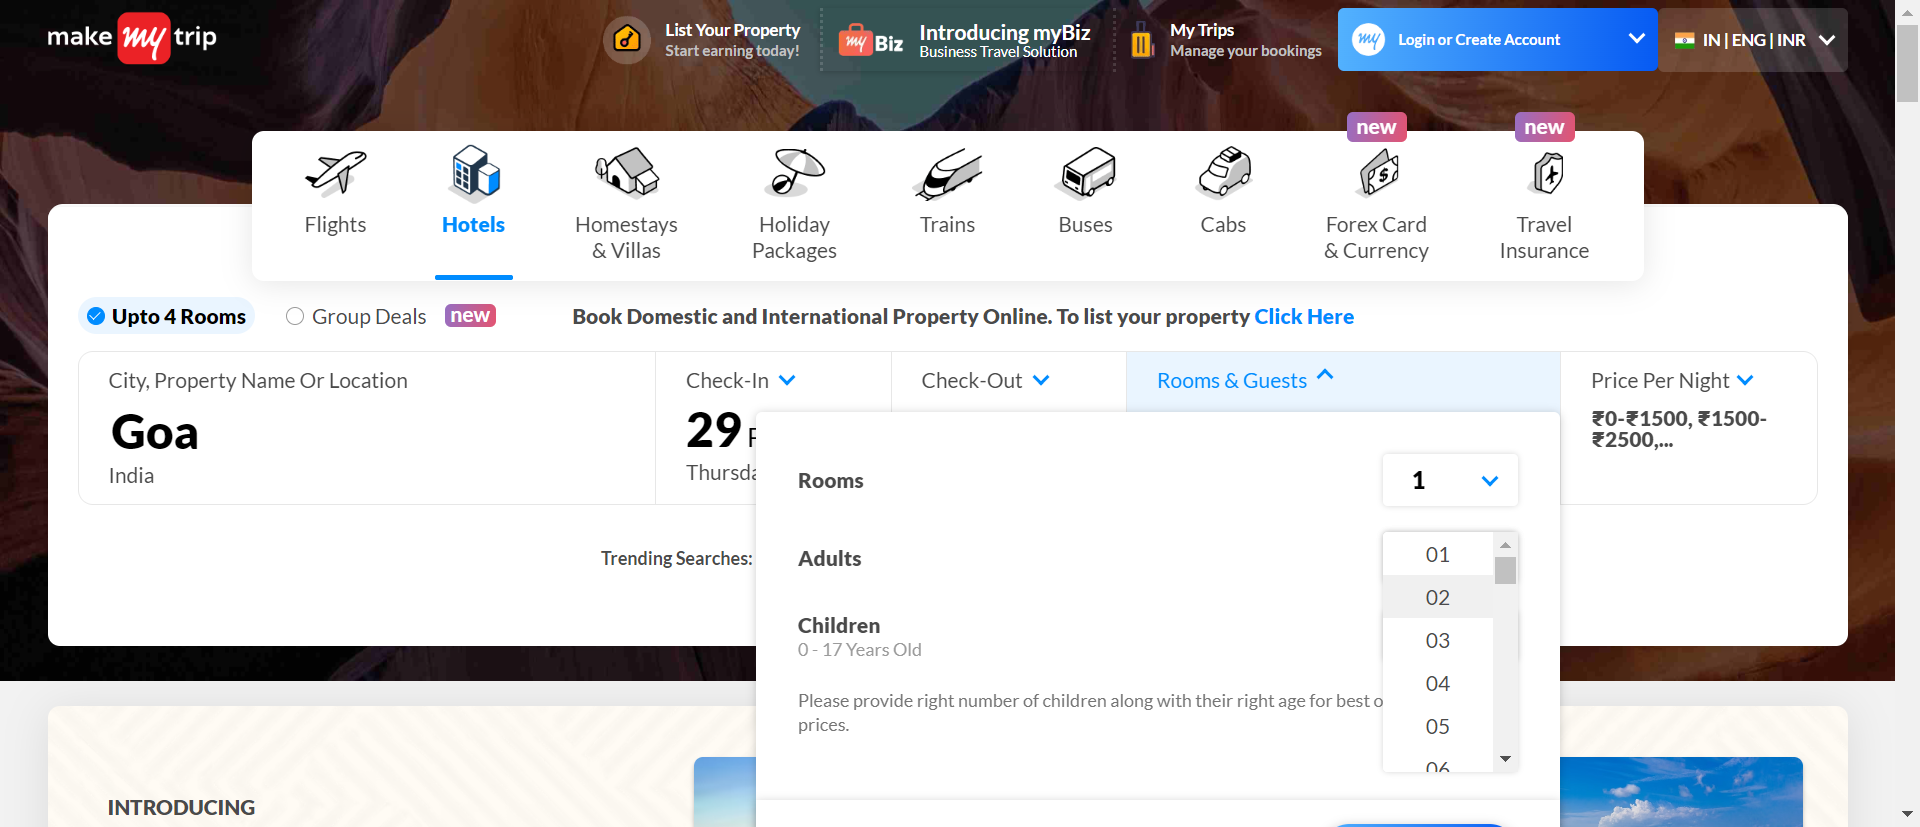 make my trip
List Your Property
Start earning today!
my Biz
Introducing myBiz
Business Travel Solution
My Trips
Manage your bookings
my
Login or Create Account
IN | ENG | INR
new
new
Flights
Hotels
Homestays
& Villas
Holiday
Packages
Trains
Buses
Cabs
Forex Card
& Currency
Travel
Insurance
Upto 4 Rooms
Group Deals
new
Book Domestic and International Property Online. To list your property Click Here
City, Property Name Or Location
Goa
India
Check-In
29
Thursda
Check-Out
Rooms & Guests
Price Per Night
₹0-₹1500, ₹1500-
₹2500,...
Rooms
1
Adults
01
02
03
04
05
06
Children
0 - 17 Years Old
Please provide right number of children along with their right age for best o
prices.
Trending Searches:
INTRODUCING